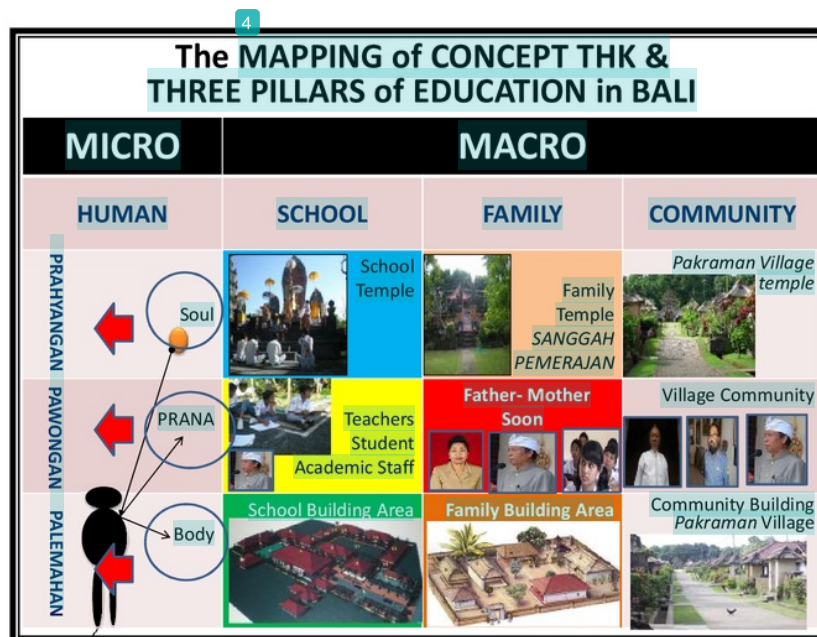 4
The MAPPING of CONCEPT THK &
THREE PILLARS of EDUCATION in BALI
MICRO
MACRO
HUMAN
SCHOOL
FAMILY
COMMUNITY
PRAHYANGAN
Soul
School
Temple
Family
Temple
SANGGAH
PEMERAJAN
Pakraman Village
temple
PAWONGAN
PRANA
Teachers
Student
Academic Staff
Father- Mother
Soon
Village Community
PALEMAHAN
Body
School Building Area
Family Building Area
Community Building
Pakraman Village